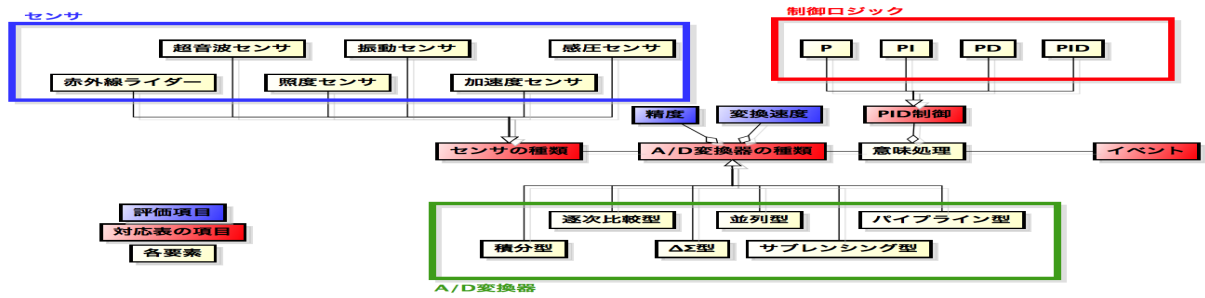 センサ
制御ロジック
超音波センサ
振動センサ
感圧センサ
P
PI
PD
PID
赤外線ライダー
照度センサ
加速度センサ
精度
変換速度
PID制御
センサの種類
A/D変換器の種類
意味処理
イベント
評価項目
対応表の項目
各要素
逐次比較型
並列型
パイプライン型
積分型
ΔΣ型
サブレンシング型
A/D変換器